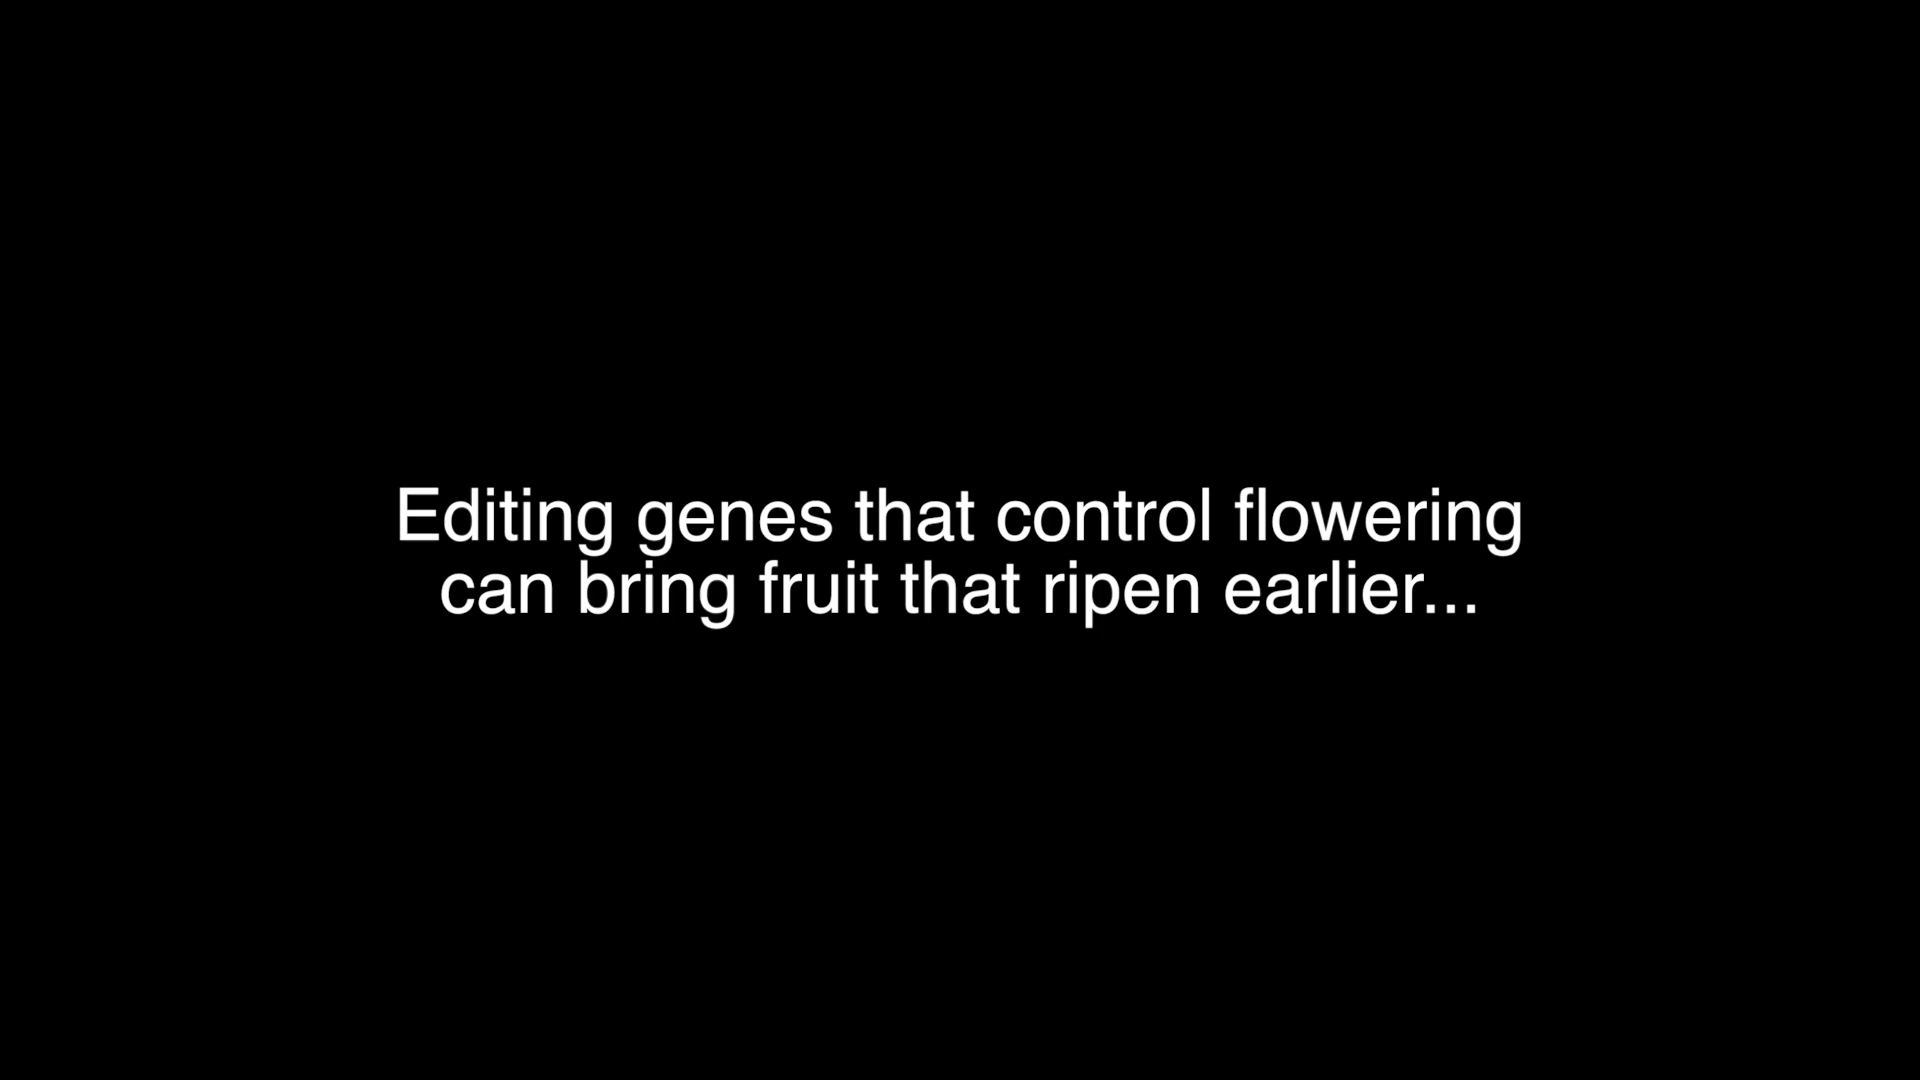 Editing genes that control flowering
can bring fruit that ripen earlier...